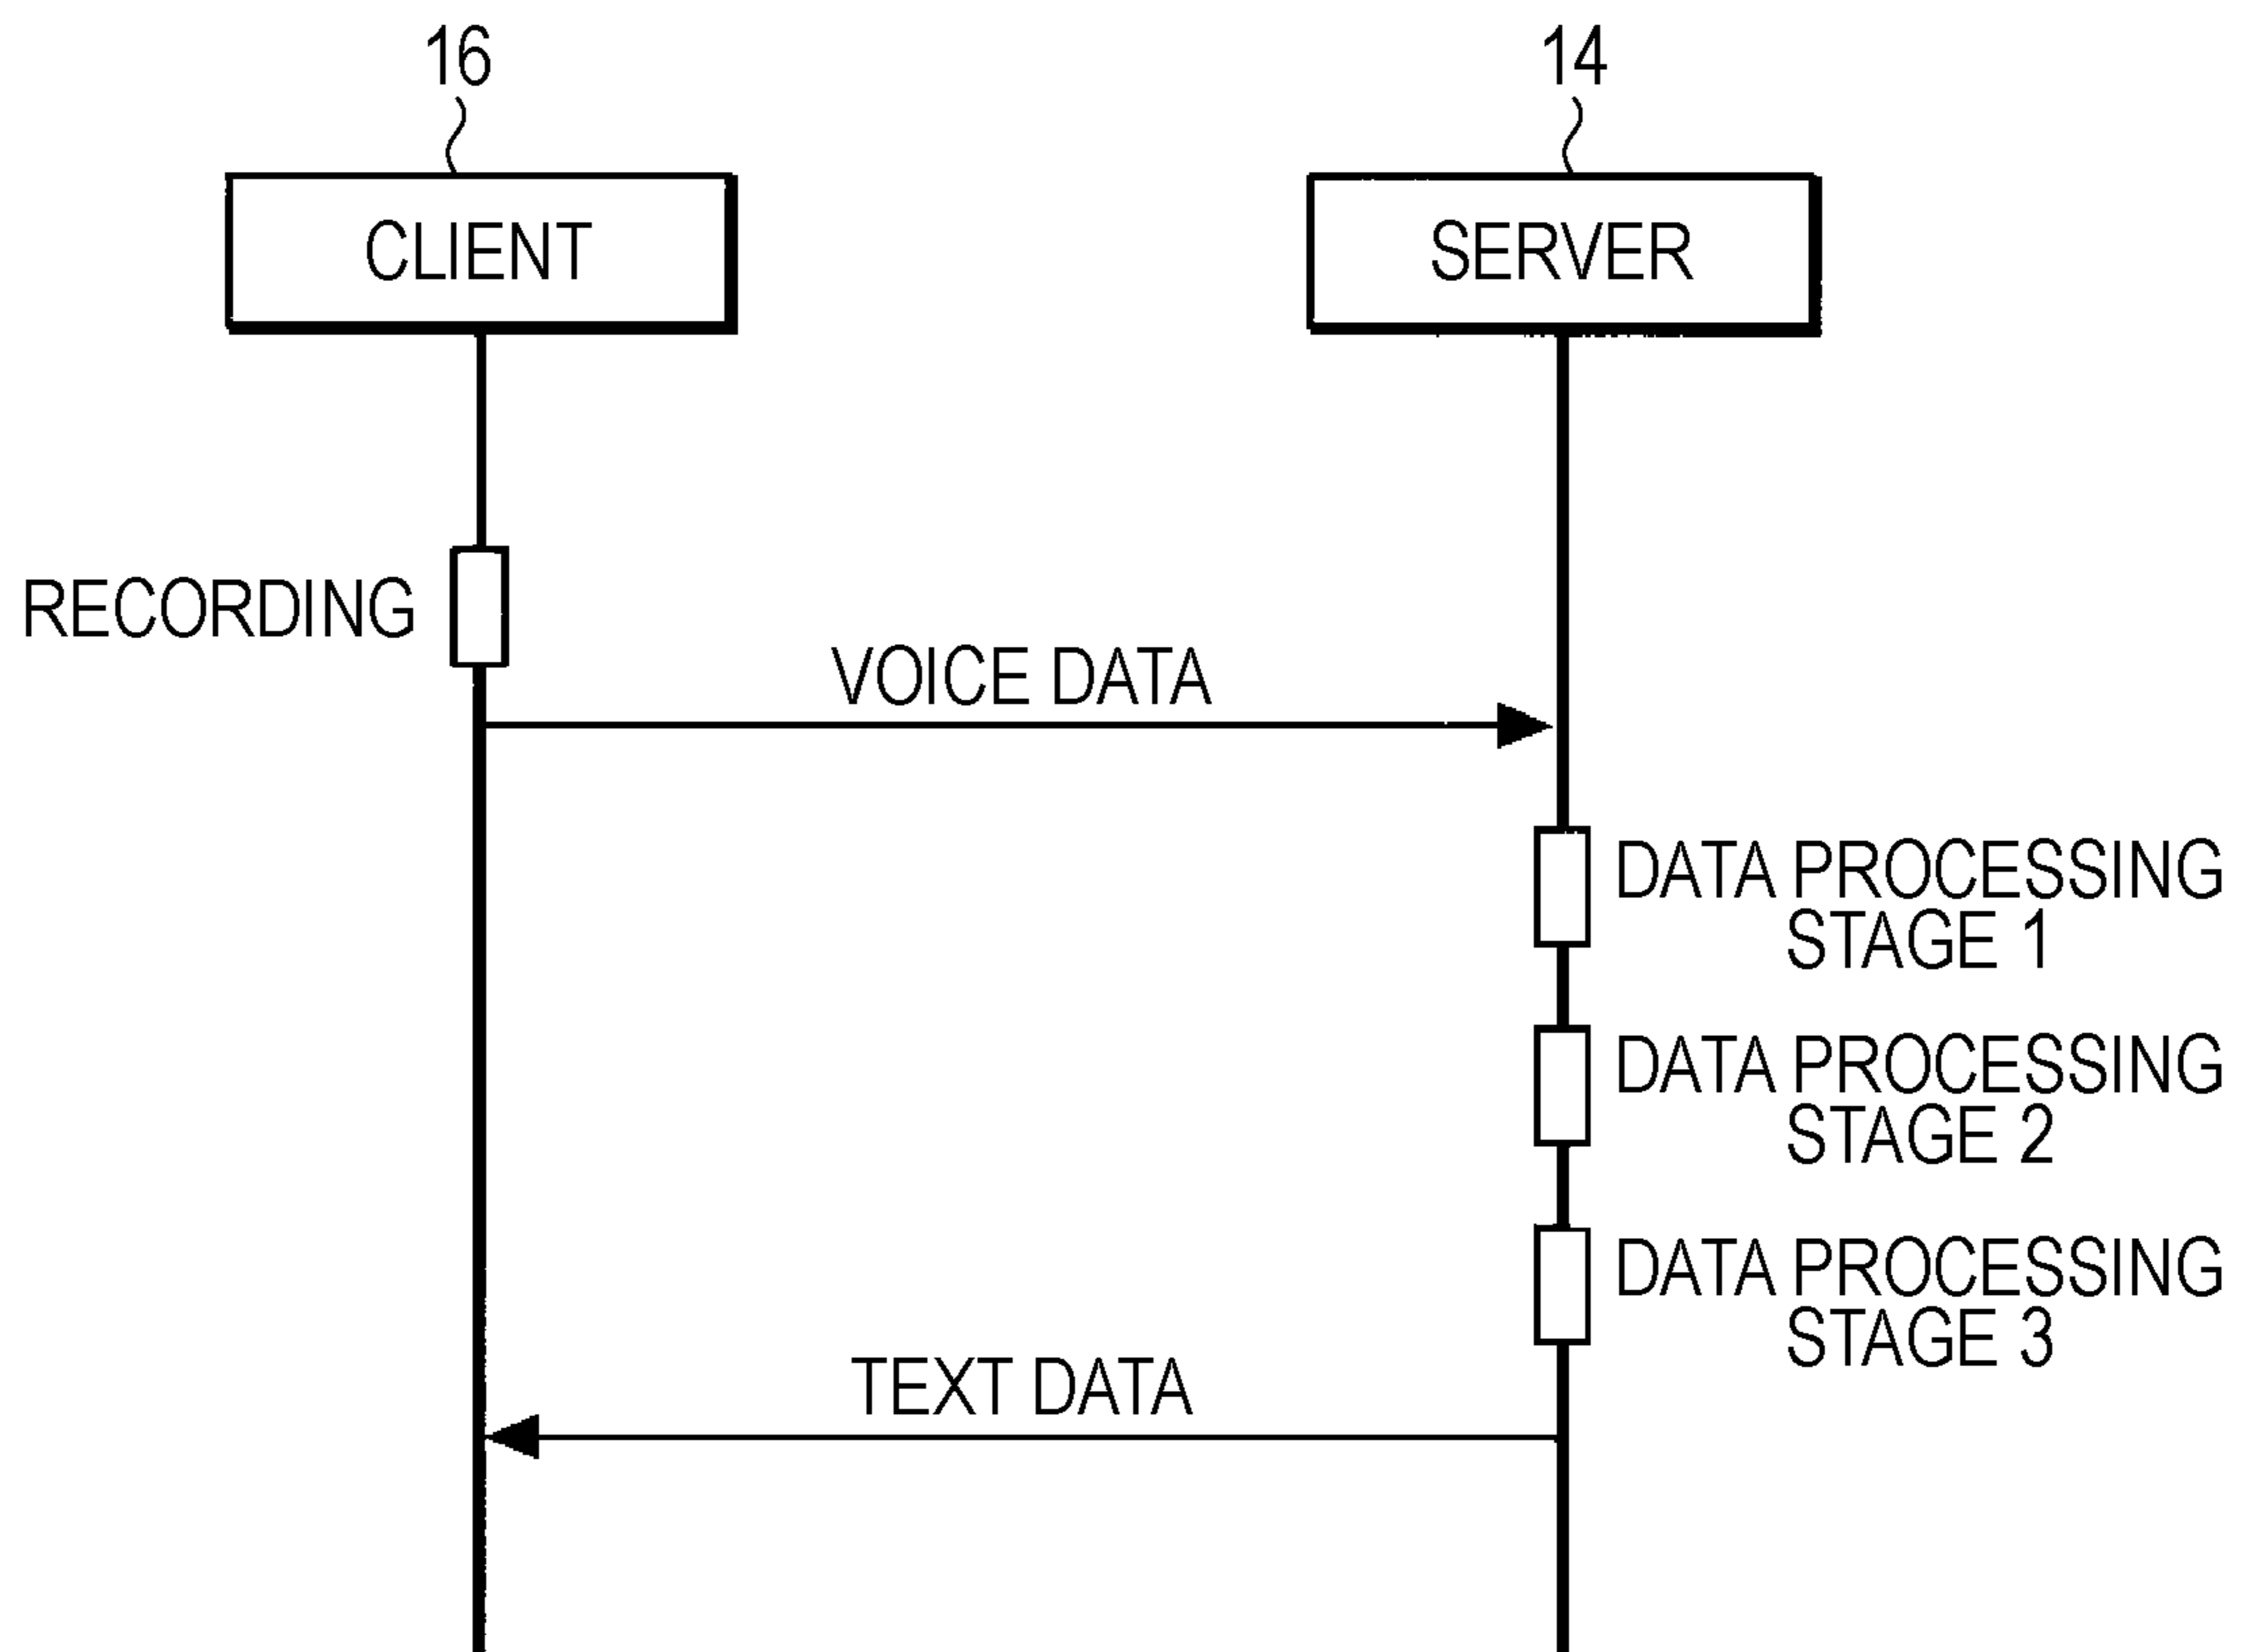 16
14
CLIENT
SERVER
RECORDING
VOICE DATA
DATA PROCESSING
STAGE 1
DATA PROCESSING
STAGE 2
DATA PROCESSING
STAGE 3
TEXT DATA